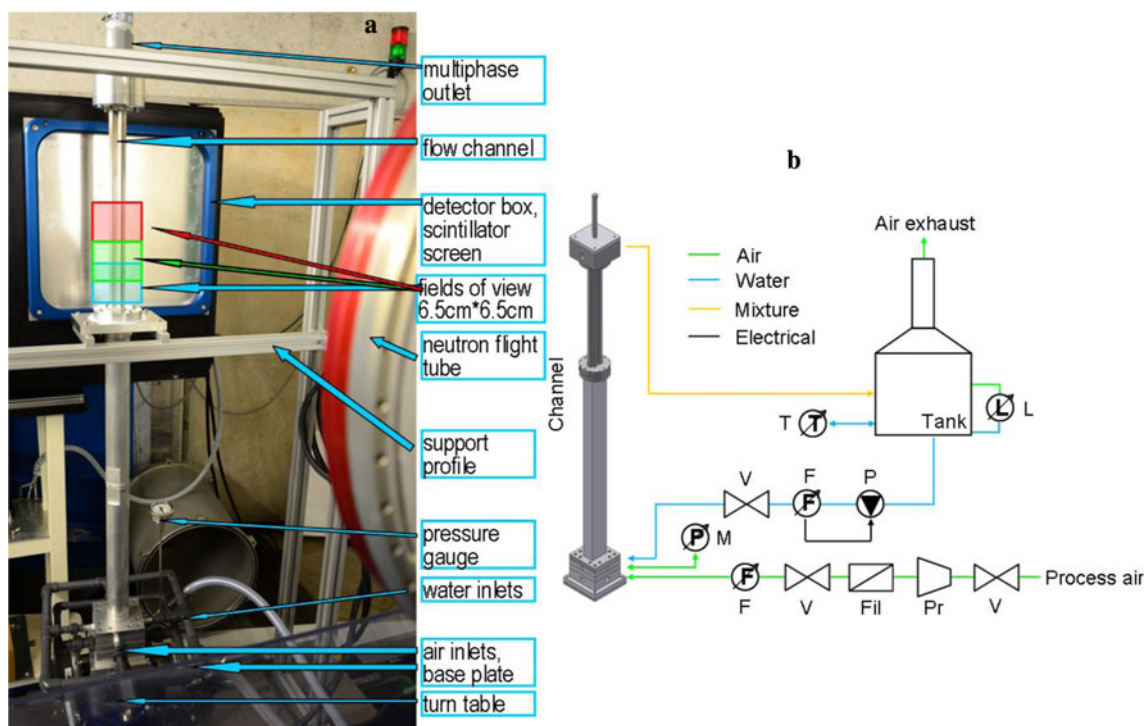 a
multiphase
outlet
flow channel
detector box,
scintillator
screen
fields of view
6.5cm*6.5cm
neutron flight
tube
support
profile
pressure
gauge
water inlets
air inlets,
base plate
turn table
b
Air exhaust
Air
Water
Mixture
Electrical
Channel
Tank
T T
L L
V F P
F
P M
Process air
F
F V Fil Pr V